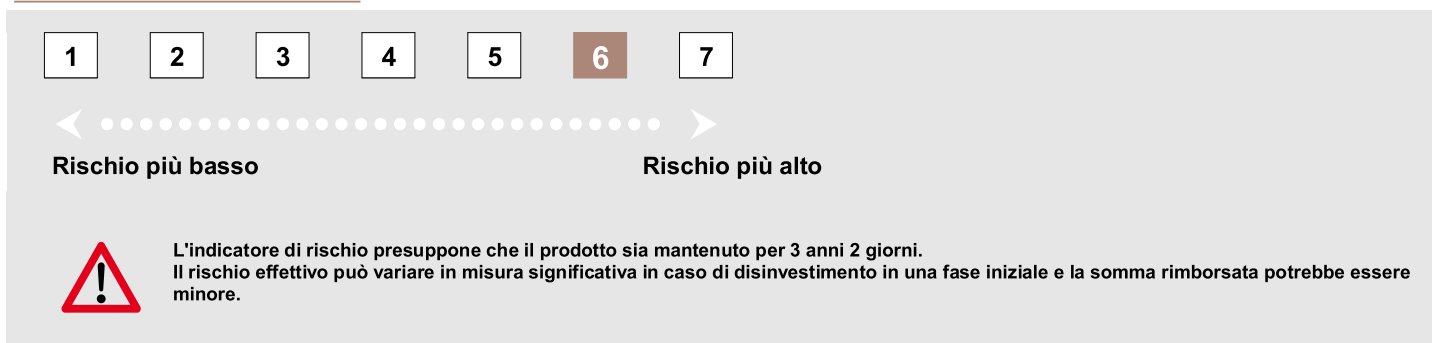 1 2 3 4 5 6 7
Rischio più basso Rischio più alto
L'indicatore di rischio presuppone che il prodotto sia mantenuto per 3 anni 2 giorni.
Il rischio effettivo può variare in misura significativa in caso di disinvestimento in una fase iniziale e la somma rimborsata potrebbe essere
minore.